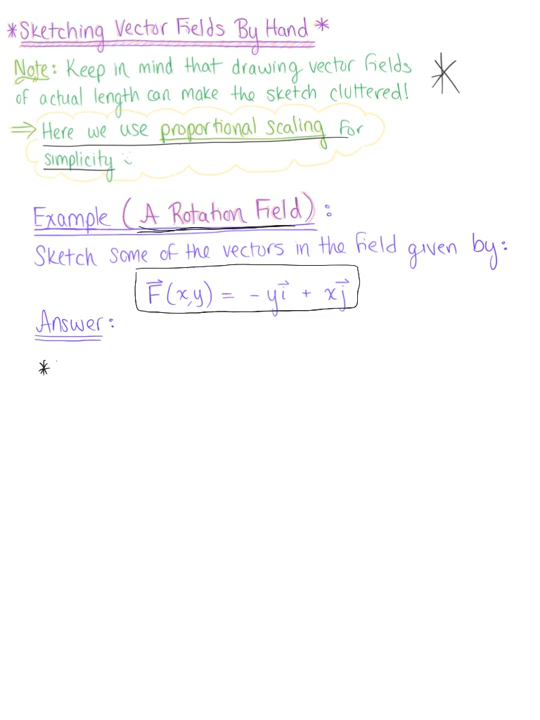 *Sketching Vector Fields By Hand*
Note: Keep in mind that drawing vector fields
of actual length can make the sketch cluttered! *
⇒ Here we use proportional scaling for
simplicity :
Example (A Rotation Field):
Sketch some of the vectors in the field given by:
F⃗(x,y) = - yi⃗ + xj⃗
Answer:
*